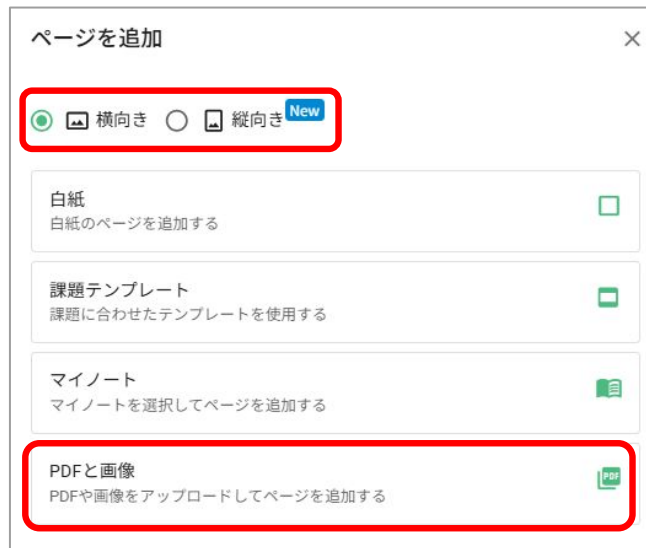 ページを追加
横向き 縦向き New
白紙
白紙のページを追加する
課題テンプレート
課題に合わせたテンプレートを使用する
マイノート
マイノートを選択してページを追加する
PDFと画像
PDF
PDFや画像をアップロードしてページを追加する